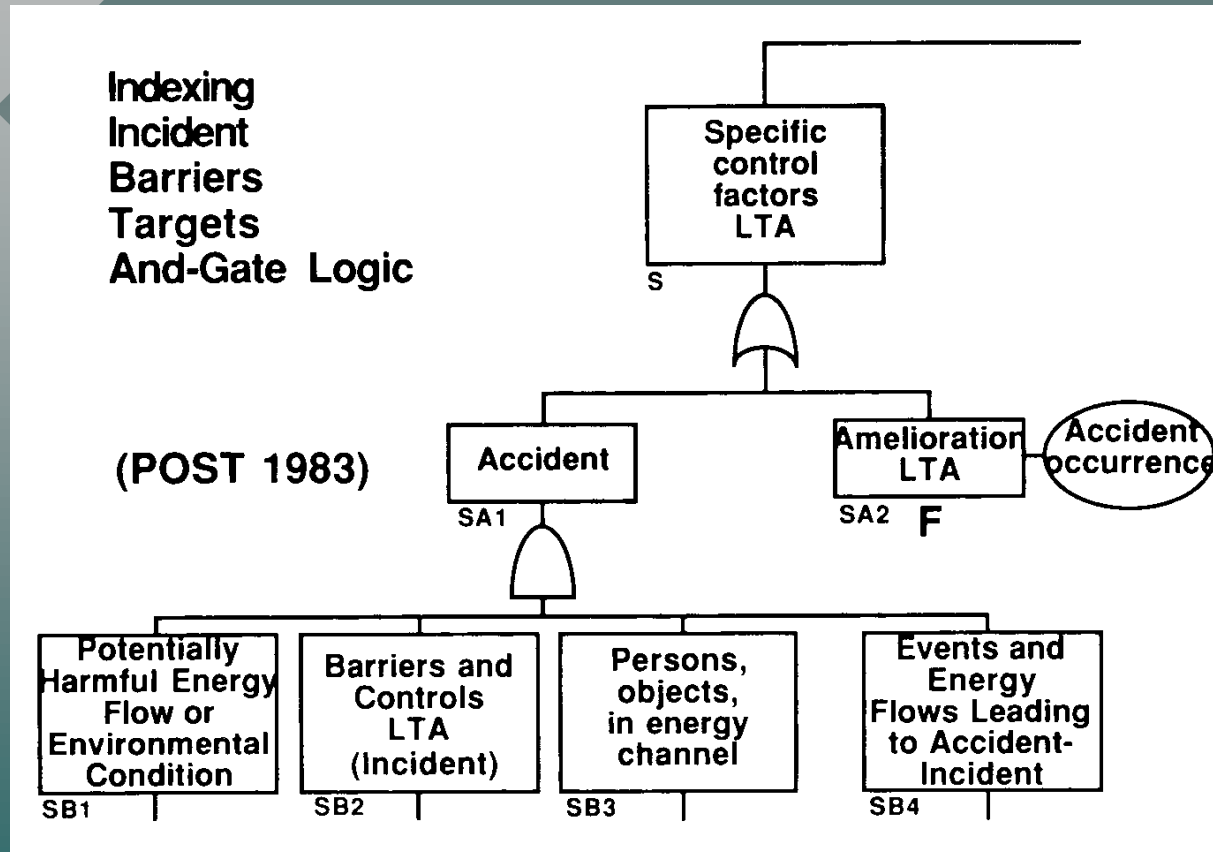 Indexing
Incident
Barriers
Targets
And-Gate Logic
Specific
control
factors
LTA
S
(POST 1983)
Accident
SA1
Amelioration
LTA
SA2
F
Accident
occurrence
Potentially
Harmful Energy
Flow or
Environmental
Condition
SB1
Barriers and
Controls
LTA
(Incident)
SB2
Persons,
objects,
in energy
channel
SB3
Events and
Energy
Flows Leading
to Accident-
Incident
SB4